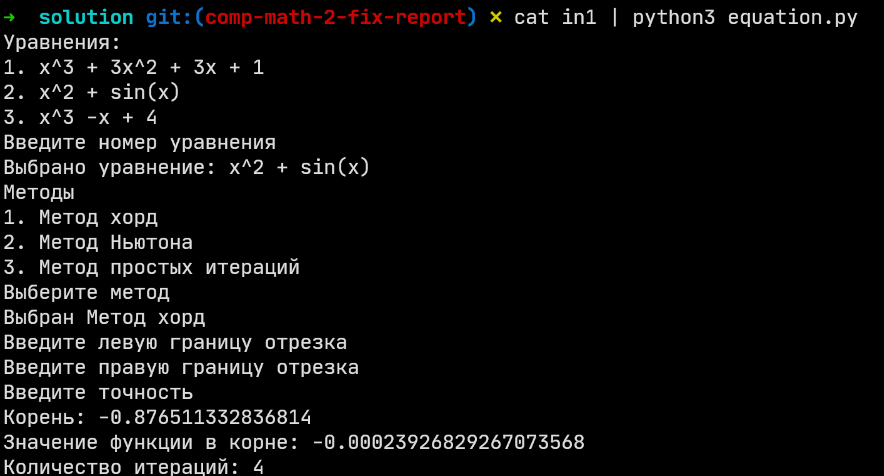 → solution git:(comp-math-2-fix-report) × cat in1 | python3 equation.py
Уравнения:
1. x^3 + 3x^2 + 3x + 1
2. x^2 + sin(x)
3. x^3 -x + 4
Введите номер уравнения
Выбрано уравнение: x^2 + sin(x)
Методы
1. Метод хорд
2. Метод Ньютона
3. Метод простых итераций
Выберите метод
Выбран Метод хорд
Введите левую границу отрезка
Введите правую границу отрезка
Введите точность
Корень: -0.876511332836814
Значение функции в корне: -0.00023926829267073568
Количество итераций: 4